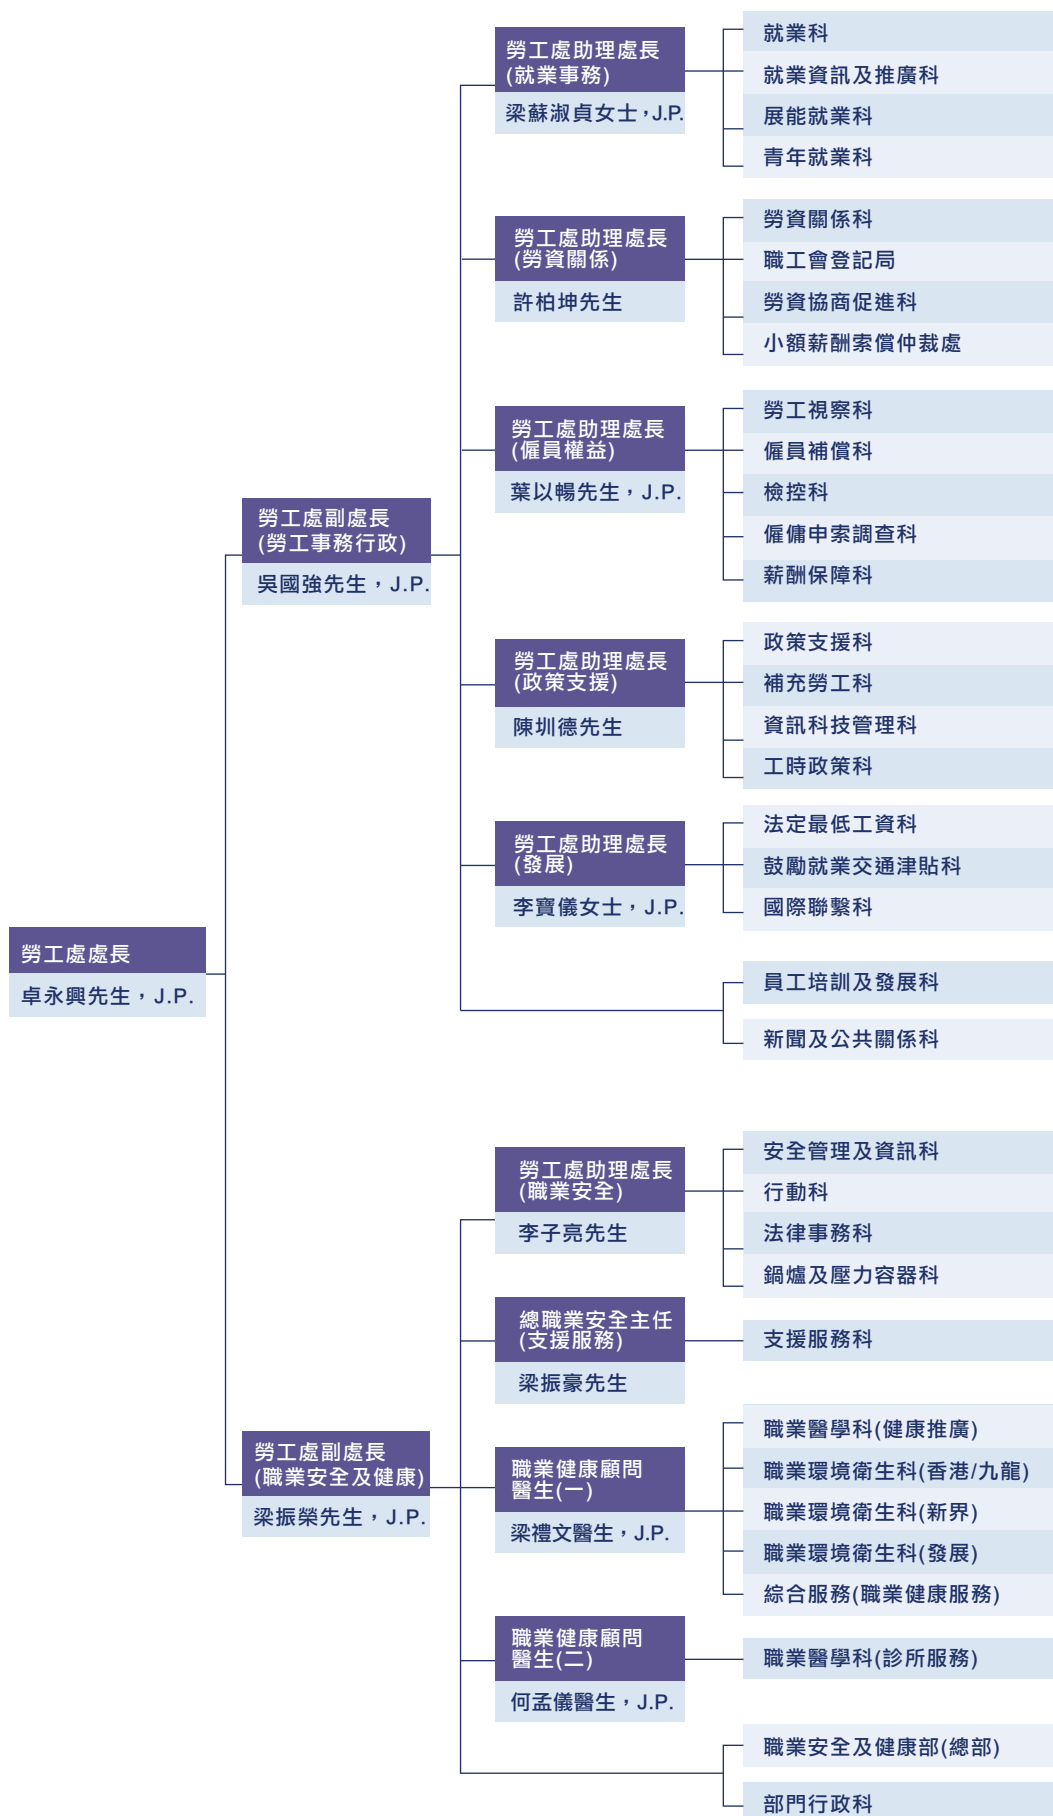 勞工處處長
卓永興先生，J.P.
勞工處副處長
(勞工事務行政)
吳國強先生，J.P.
勞工處助理處長
(就業事務)
梁蘇淑貞女士，J.P.
就業科
就業資訊及推廣科
展能就業科
青年就業科
勞工處助理處長
(勞資關係)
許柏坤先生
勞資關係科
職工會登記局
勞資協商促進科
小額薪酬索償仲裁處
勞工處助理處長
(僱員權益)
葉以暢先生，J.P.
勞工視察科
僱員補償科
檢控科
僱傭申索調查科
薪酬保障科
勞工處助理處長
(政策支援)
陳圳德先生
政策支援科
補充勞工科
資訊科技管理科
工時政策科
勞工處助理處長
(發展)
李寶儀女士，J.P.
法定最低工資科
鼓勵就業交通津貼科
國際聯繫科
員工培訓及發展科
新聞及公共關係科
勞工處副處長
(職業安全及健康)
梁振榮先生，J.P.
勞工處助理處長
(職業安全)
李子亮先生
安全管理及資訊科
行動科
法律事務科
鍋爐及壓力容器科
總職業安全主任
(支援服務)
梁振豪先生
支援服務科
職業健康顧問
醫生(一)
梁禮文醫生，J.P.
職業醫學科(健康推廣)
職業環境衛生科(香港/九龍)
職業環境衛生科(新界)
職業環境衛生科(發展)
綜合服務(職業健康服務)
職業健康顧問
醫生(二)
何孟儀醫生，J.P.
職業醫學科(診所服務)
職業安全及健康部(總部)
部門行政科